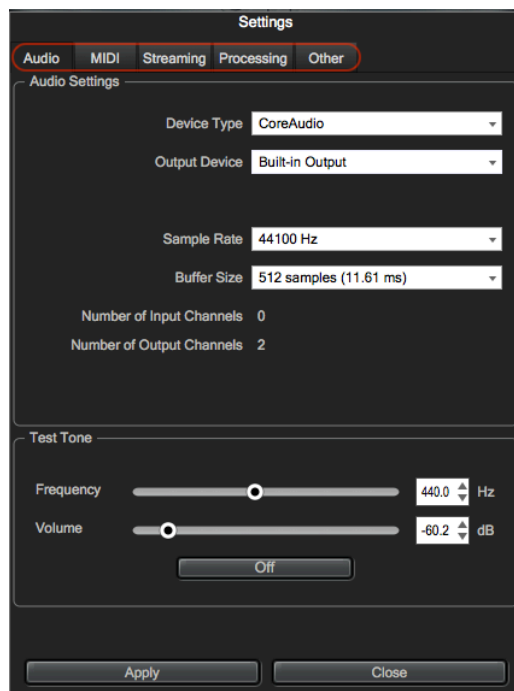 Settings
Audio MIDI Streaming Processing Other
Audio Settings
Device Type CoreAudio
Output Device Built-in Output
Sample Rate 44100 Hz
Buffer Size 512 samples (11.61 ms)
Number of Input Channels 0
Number of Output Channels 2
Test Tone
Frequency 440.0 Hz
Volume -60.2 dB
Off
Apply Close